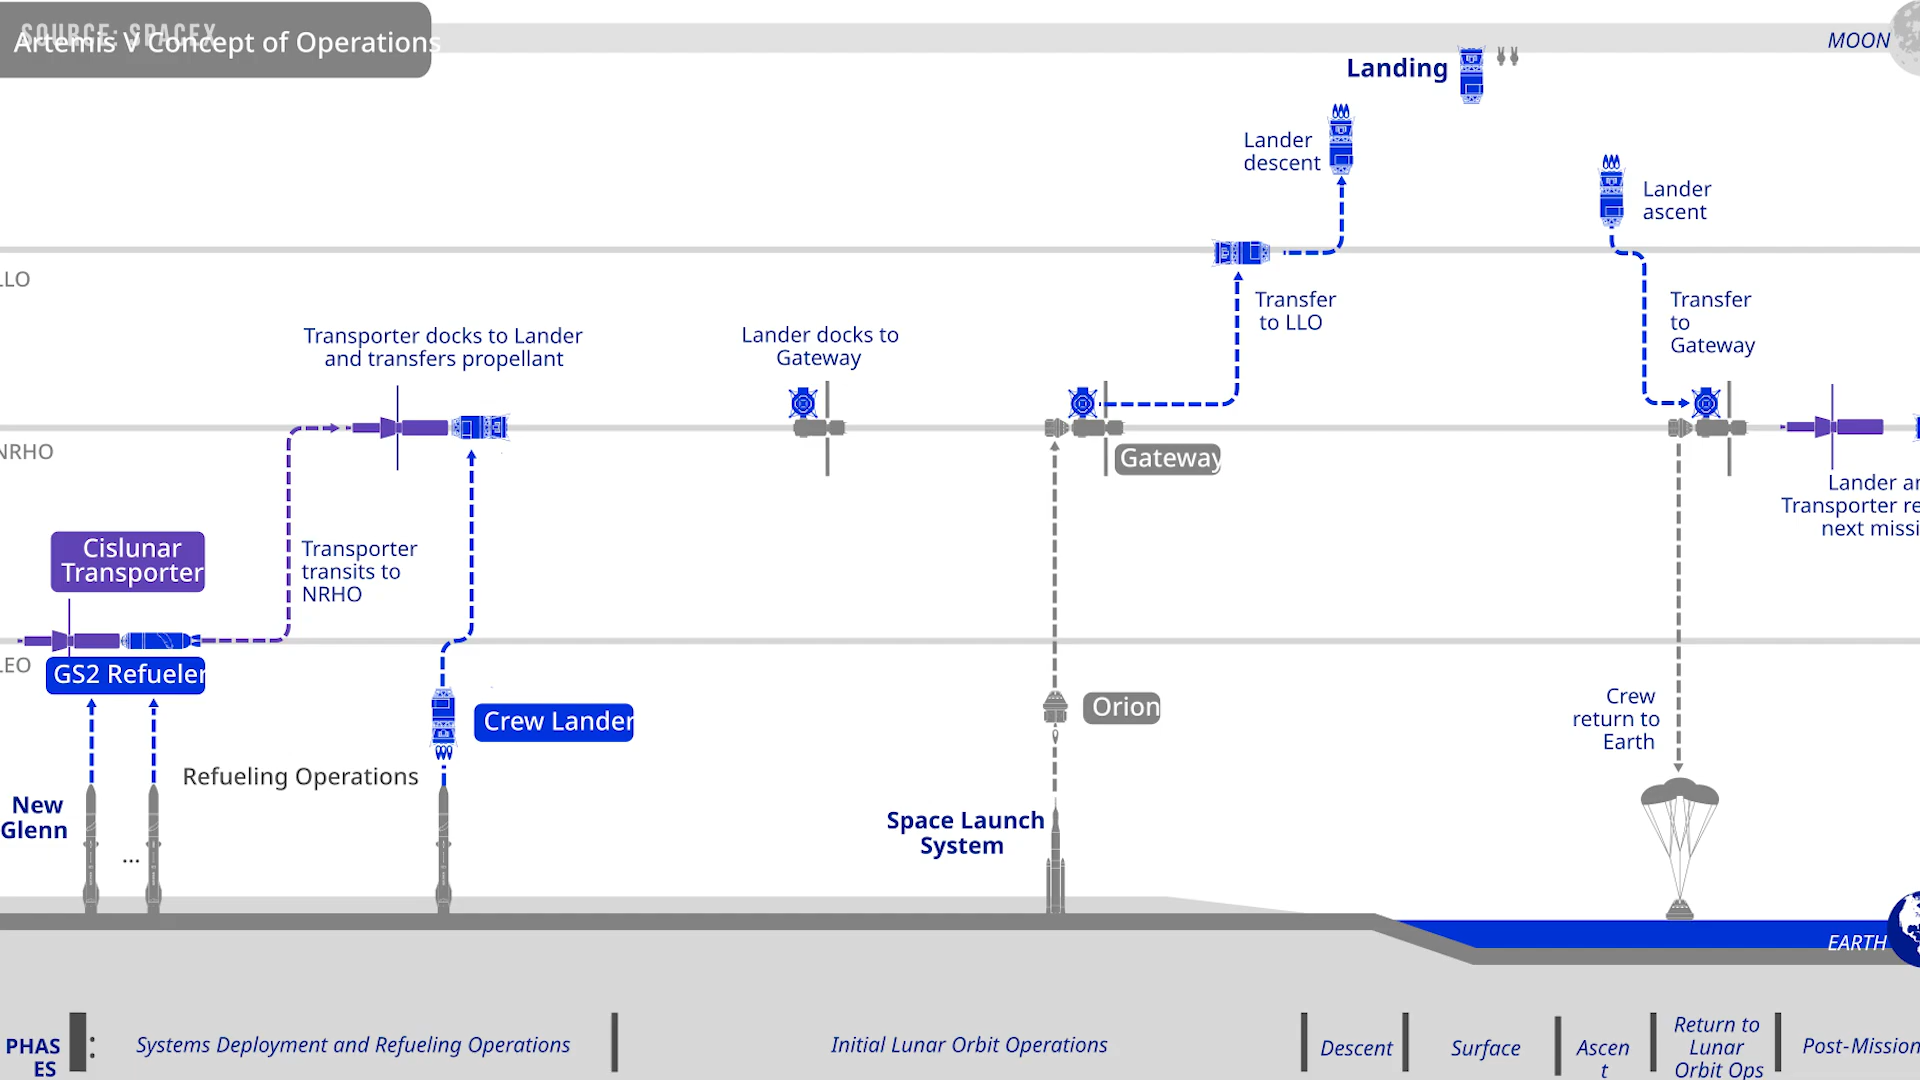 SOURCE: SPACEX
Artemis V Concept of Operations
MOON
Landing
Lander
descent
Lander
ascent
LLO
Transfer
to LLO
Transfer
to
Gateway
Transporter docks to Lander
and transfers propellant
Lander docks to
Gateway
NRHO
Gateway
Lander
Transporter
next
Cislunar
Transporter
Transporter
transits to
NRHO
LEO
GS2 Refueler
Crew Lander
Orion
Crew
return to
Earth
Refueling Operations
New
Glenn
...
Space Launch
System
EARTH
PHAS
ES
:
Systems Deployment and Refueling Operations
Initial Lunar Orbit Operations
Descent
Surface
Ascen
t
Return to
Lunar
Orbit Ops
Post-Mission